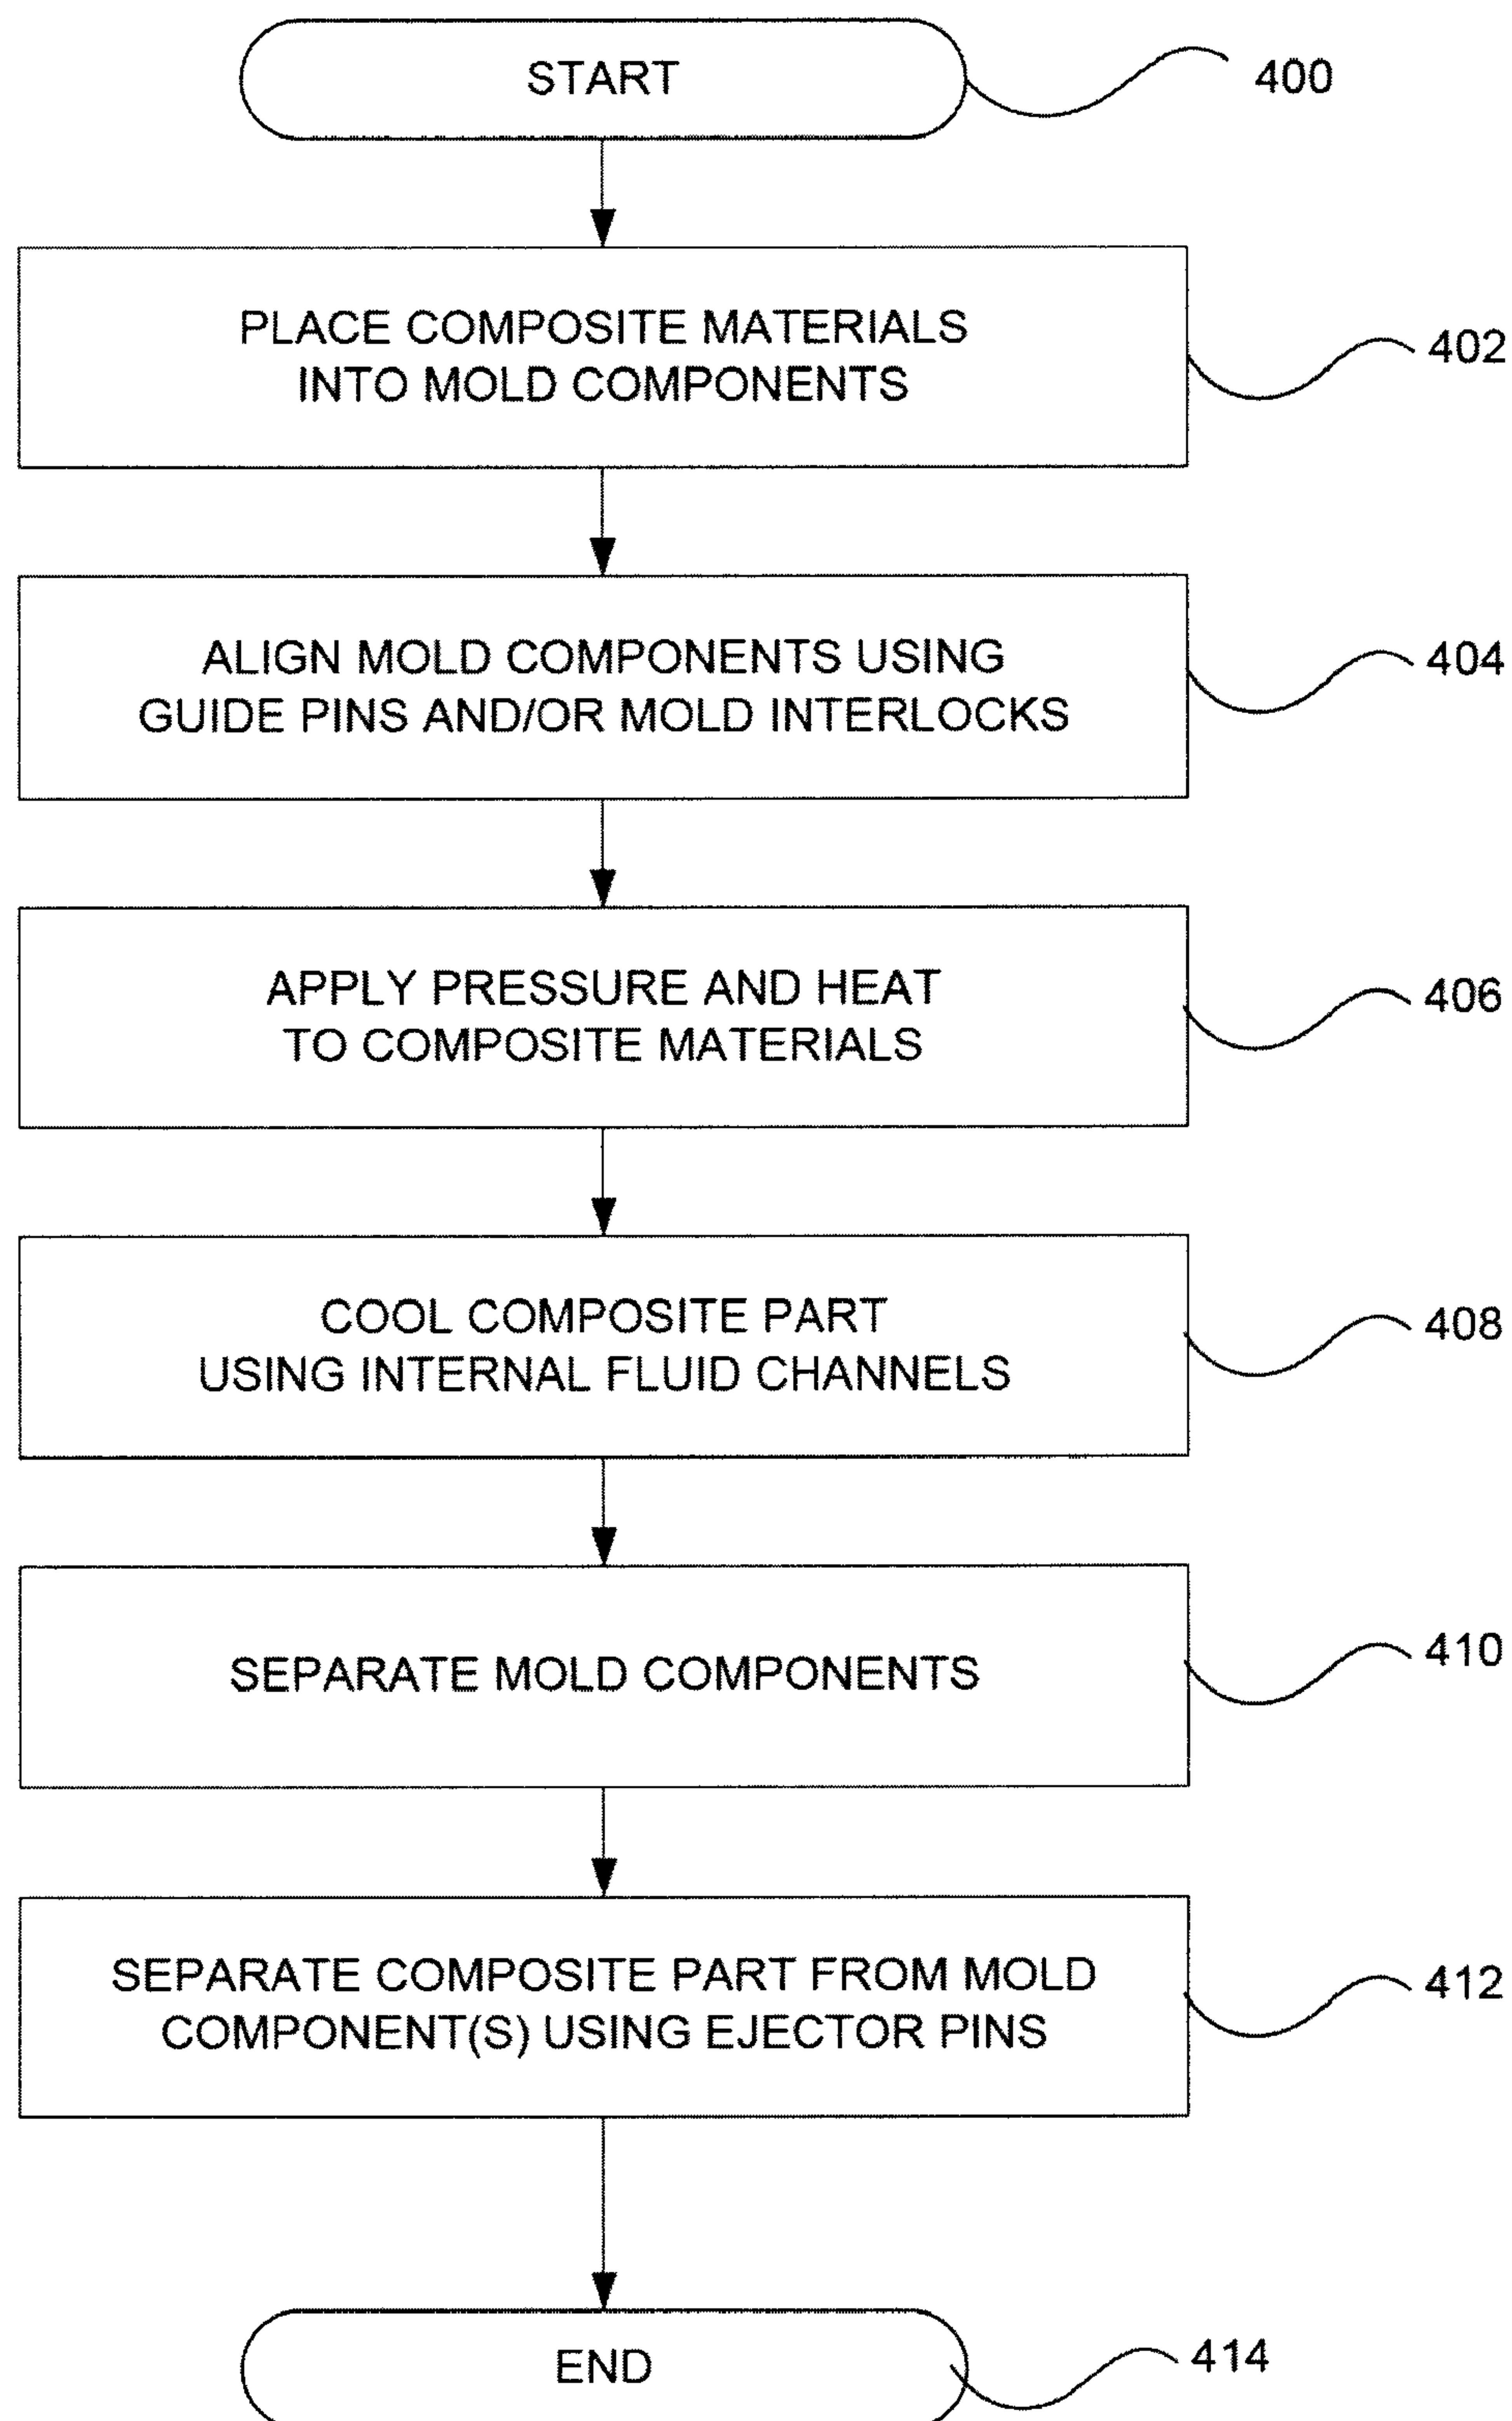 START
400
PLACE COMPOSITE MATERIALS
INTO MOLD COMPONENTS
402
ALIGN MOLD COMPONENTS USING
GUIDE PINS AND/OR MOLD INTERLOCKS
404
APPLY PRESSURE AND HEAT
TO COMPOSITE MATERIALS
406
COOL COMPOSITE PART
USING INTERNAL FLUID CHANNELS
408
SEPARATE MOLD COMPONENTS
410
SEPARATE COMPOSITE PART FROM MOLD
COMPONENT(S) USING EJECTOR PINS
412
END
414